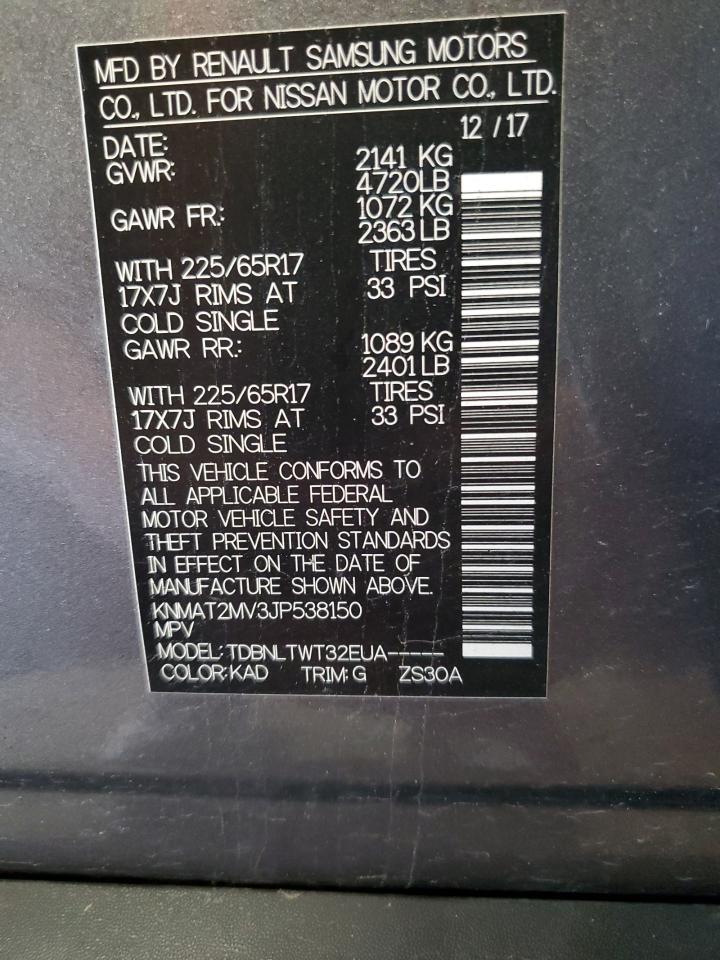 MFD BY RENAULT SAMSUNG MOTORS
CO., LTD. FOR NISSAN MOTOR CO., LTD.
DATE: 12 / 17
GVWR: 2141 KG
4720LB
GAWR FR.: 1072 KG
2363 LB
WITH 225/65R17 TIRES
17X7J RIMS AT 33 PSI
COLD SINGLE
GAWR RR.: 1089 KG
2401 LB
WITH 225/65R17 TIRES
17X7J RIMS AT 33 PSI
COLD SINGLE
THIS VEHICLE CONFORMS TO
ALL APPLICABLE FEDERAL
MOTOR VEHICLE SAFETY AND
THEFT PREVENTION STANDARDS
IN EFFECT ON THE DATE OF
MANUFACTURE SHOWN ABOVE.
KNMAT2MV3JP538150
MPV
MODEL: TDBNLTWT32EUA-----
COLOR: KAD TRIM: G ZS30A